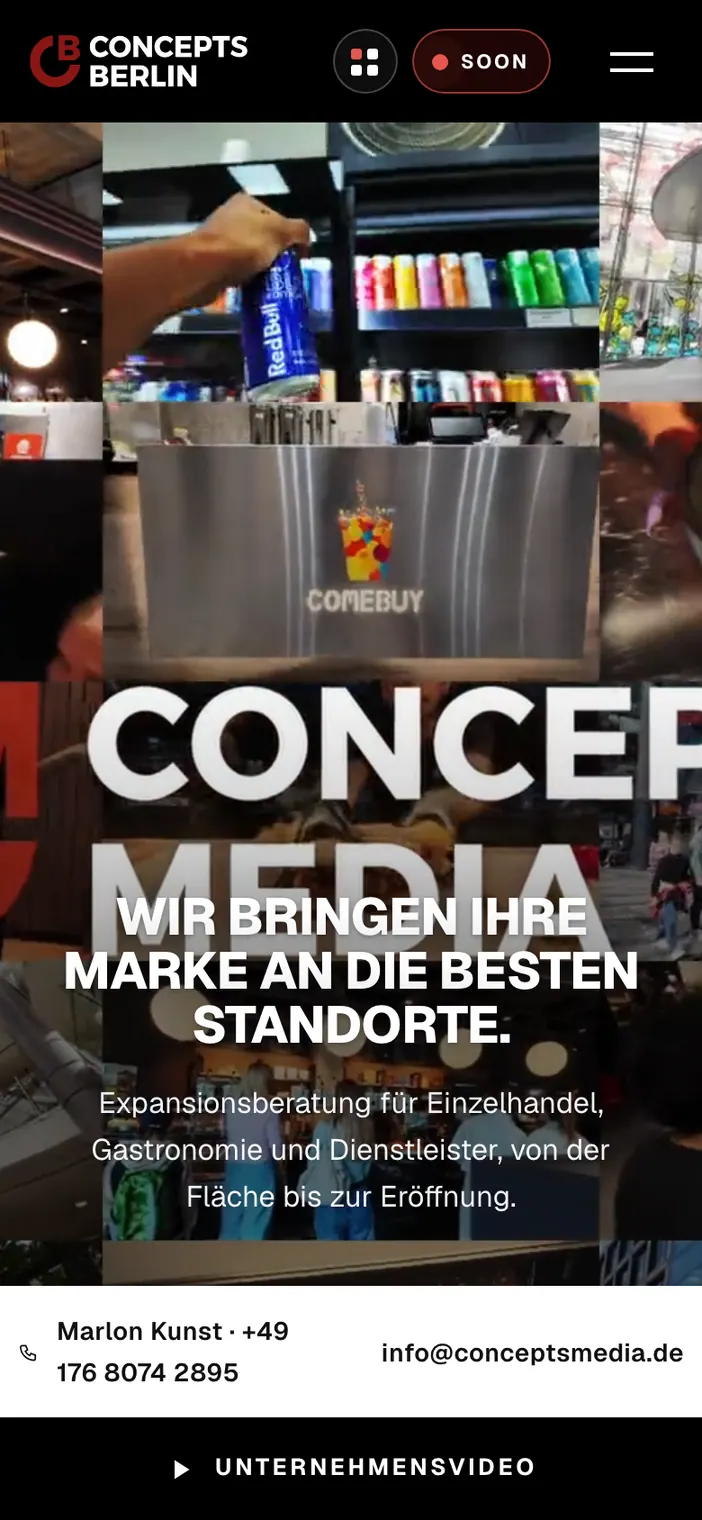 CONCEPTS
BERLIN
SOON
Red Bull
COMEBUY
CONCEP
MEDIA
WIR BRINGEN IHRE
MARKE AN DIE BESTEN
STANDORTE.
Expansionsberatung für Einzelhandel,
Gastronomie und Dienstleister, von der
Fläche bis zur Eröffnung.
Marlon Kunst · +49
176 8074 2895
info@conceptsmedia.de
UNTERNEHMENSVIDEO